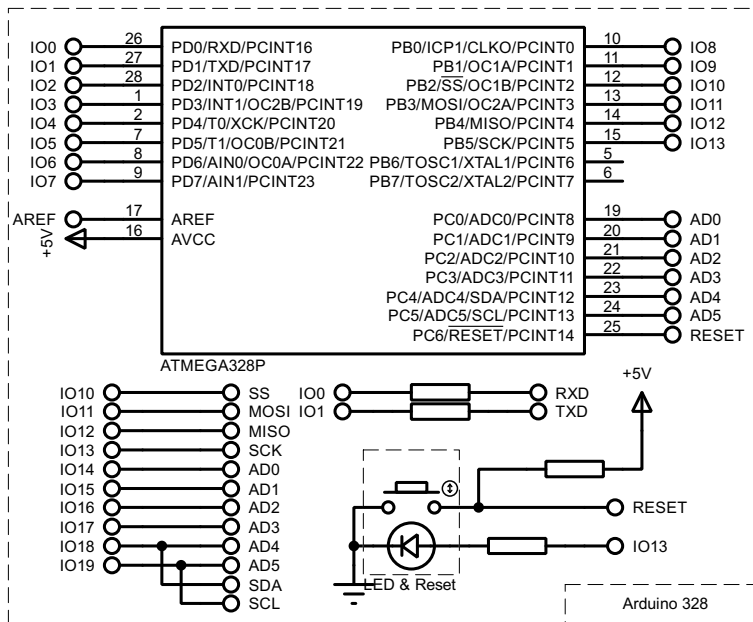 IO0 26 PD0/RXD/PCINT16 PB0/ICP1/CLKO/PCINT0 10 IO8
IO1 27 PD1/TXD/PCINT17 PB1/OC1A/PCINT1 11 IO9
IO2 28 PD2/INT0/PCINT18 PB2/SS/OC1B/PCINT2 12 IO10
IO3 1 PD3/INT1/OC2B/PCINT19 PB3/MOSI/OC2A/PCINT3 13 IO11
IO4 2 PD4/T0/XCK/PCINT20 PB4/MISO/PCINT4 14 IO12
IO5 7 PD5/T1/OC0B/PCINT21 PB5/SCK/PCINT5 15 IO13
IO6 8 PD6/AIN0/OC0A/PCINT22 PB6/TOSC1/XTAL1/PCINT6 5
IO7 9 PD7/AIN1/PCINT23 PB7/TOSC2/XTAL2/PCINT7 6
AREF 17 AREF PC0/ADC0/PCINT8 19 AD0
+5V 16 AVCC PC1/ADC1/PCINT9 20 AD1
PC2/ADC2/PCINT10 21 AD2
PC3/ADC3/PCINT11 22 AD3
PC4/ADC4/SDA/PCINT12 23 AD4
PC5/ADC5/SCL/PCINT13 24 AD5
PC6/RESET/PCINT14 25 RESET
ATMEGA328P
+5V
IO10 SS IO0 RXD
IO11 MOSI IO1 TXD
IO12 MISO
IO13 SCK
IO14 AD0
IO15 AD1
IO16 AD2 RESET
IO17 AD3
IO18 AD4 IO13
IO19 AD5
SDA LED & Reset
SCL Arduino 328